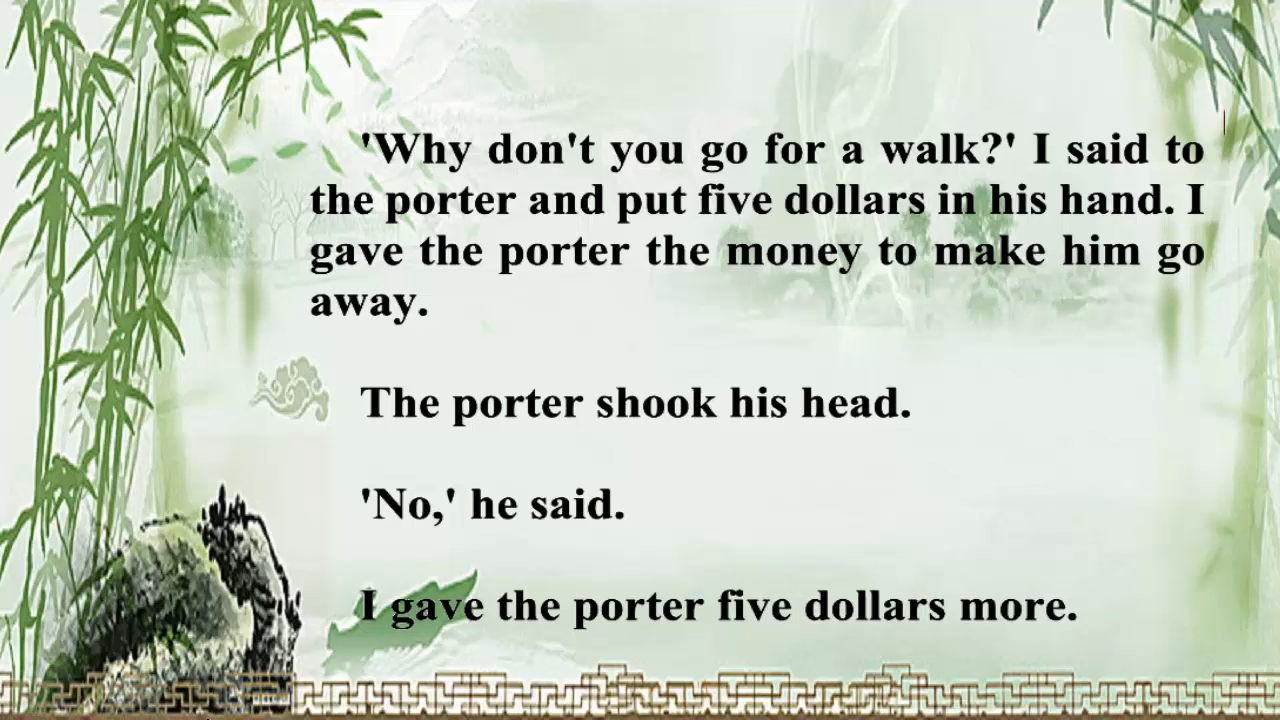 'Why don't you go for a walk?' I said to
the porter and put five dollars in his hand. I
gave the porter the money to make him go
away.
The porter shook his head.
'No,' he said.
I gave the porter five dollars more.